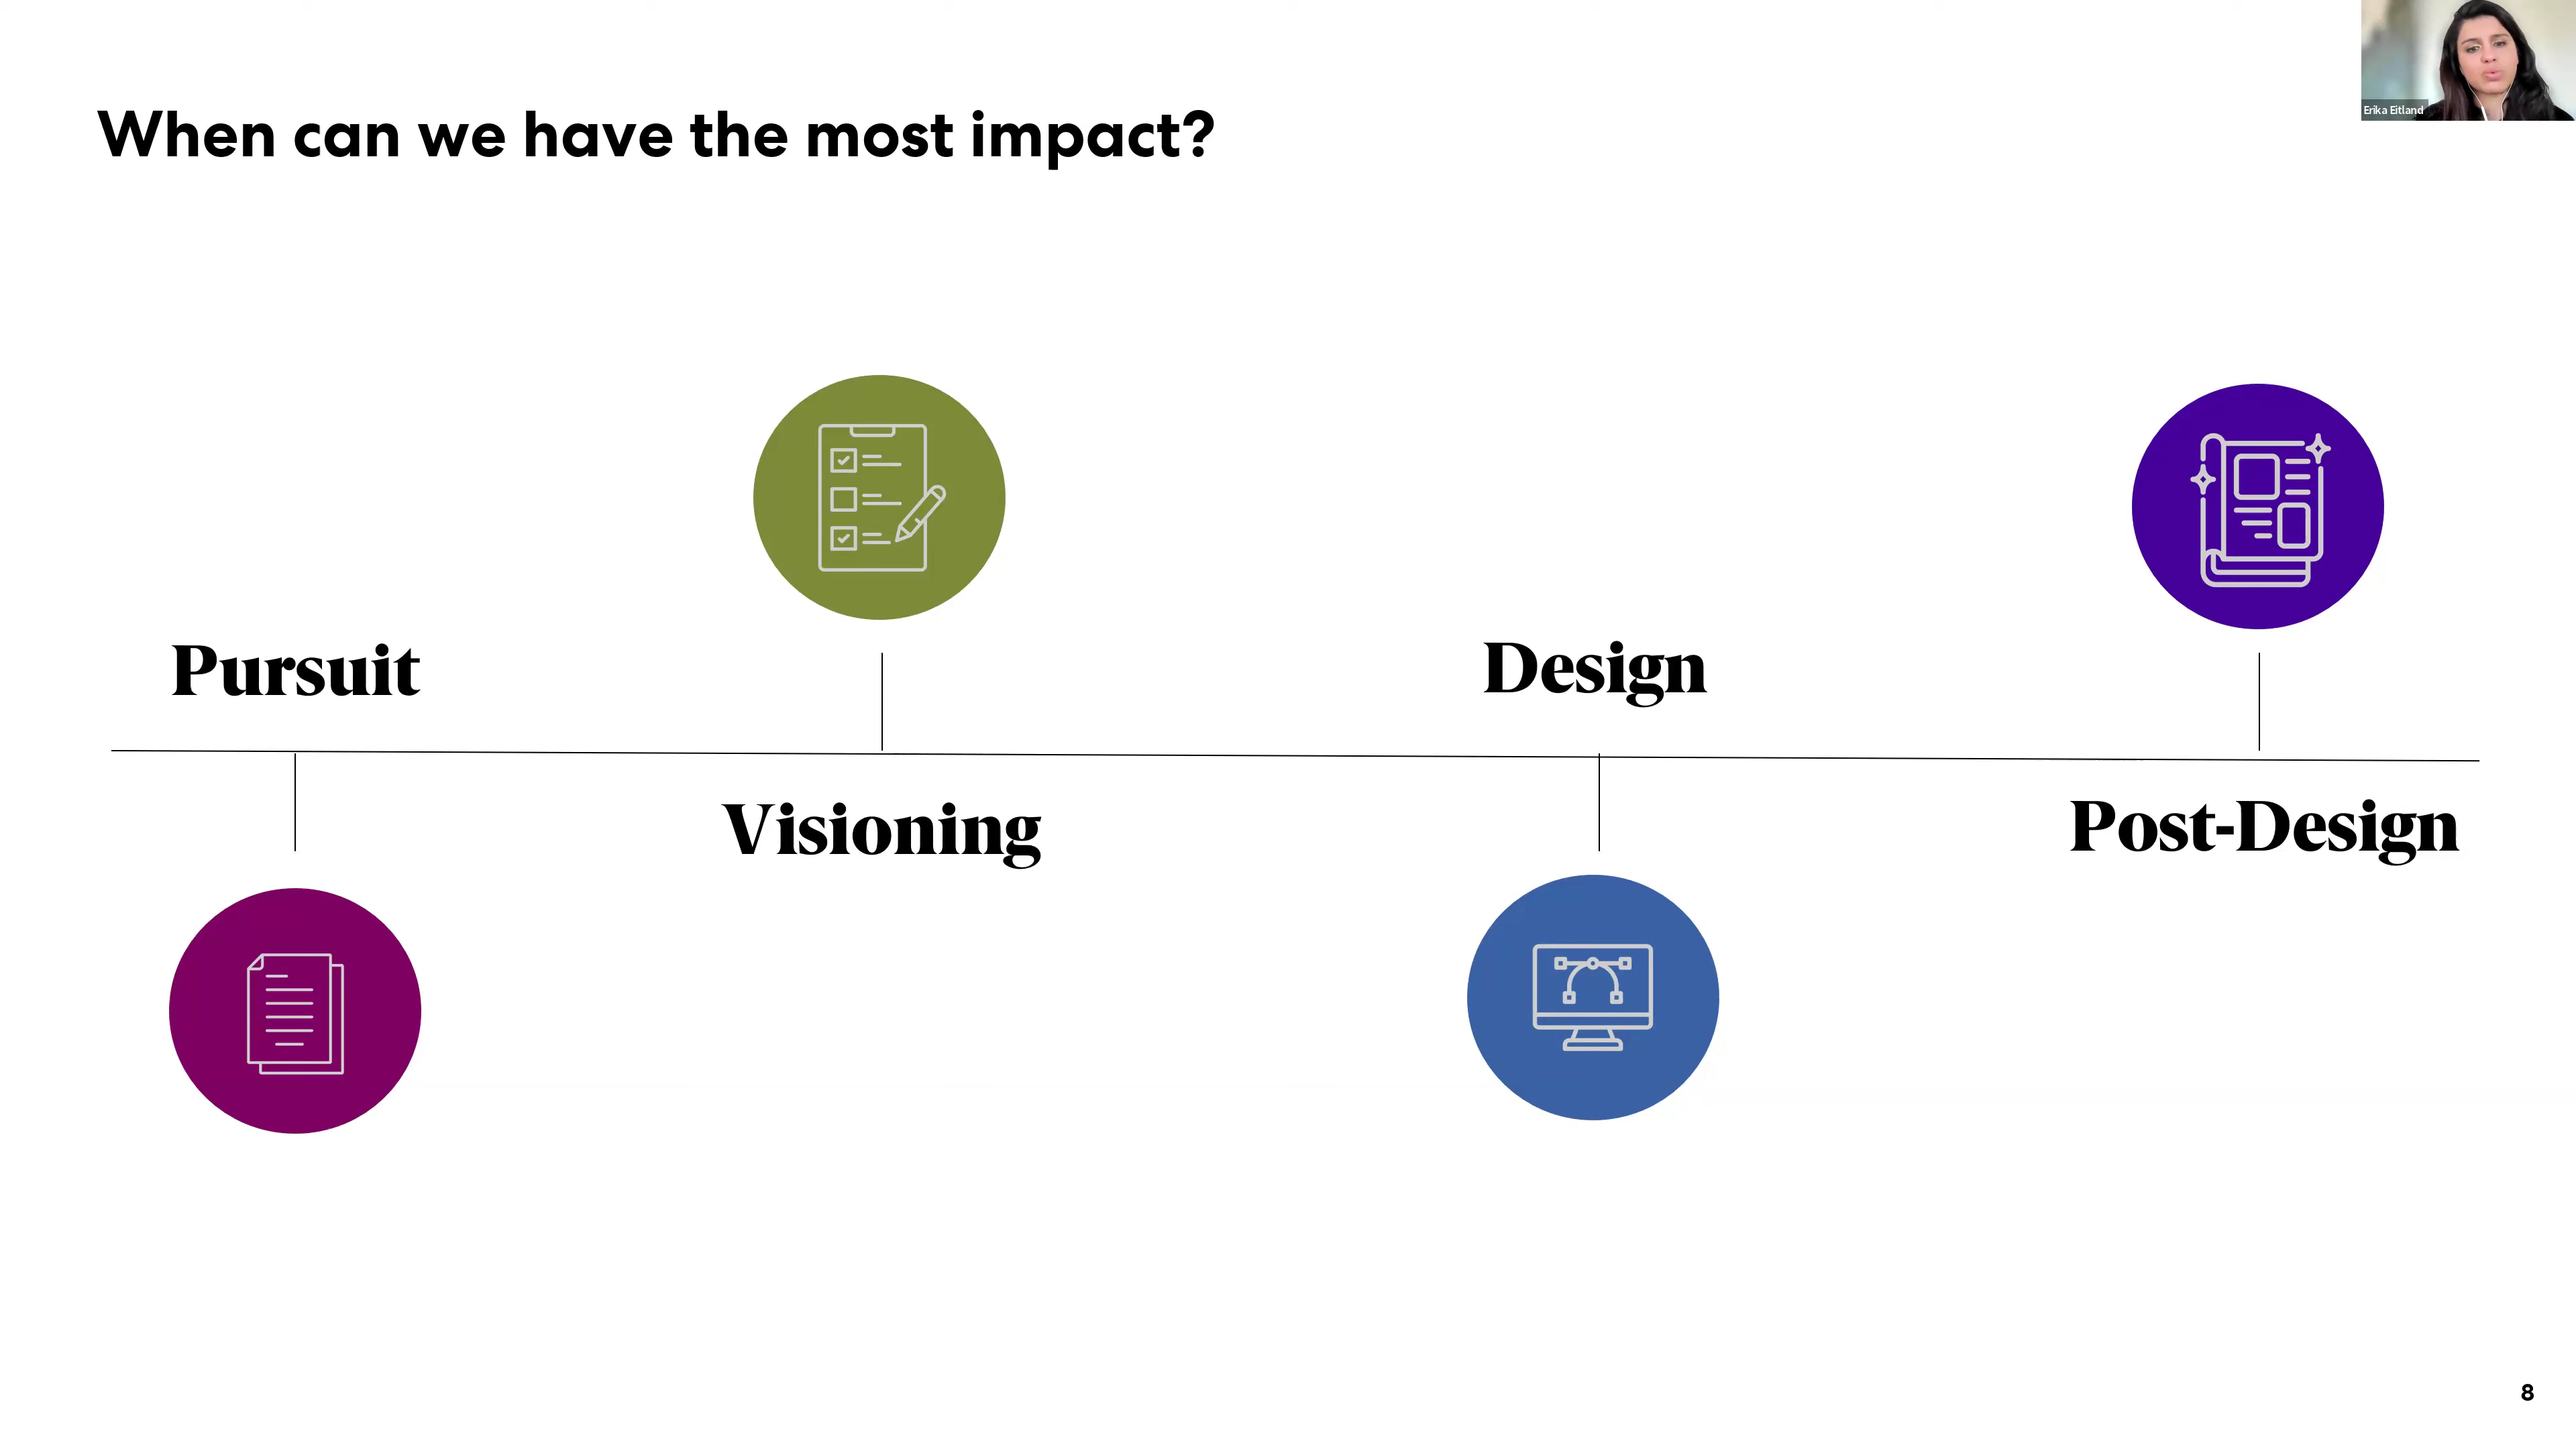 Erika Eitland
When can we have the most impact?
Pursuit
Visioning
Design
Post-Design
8